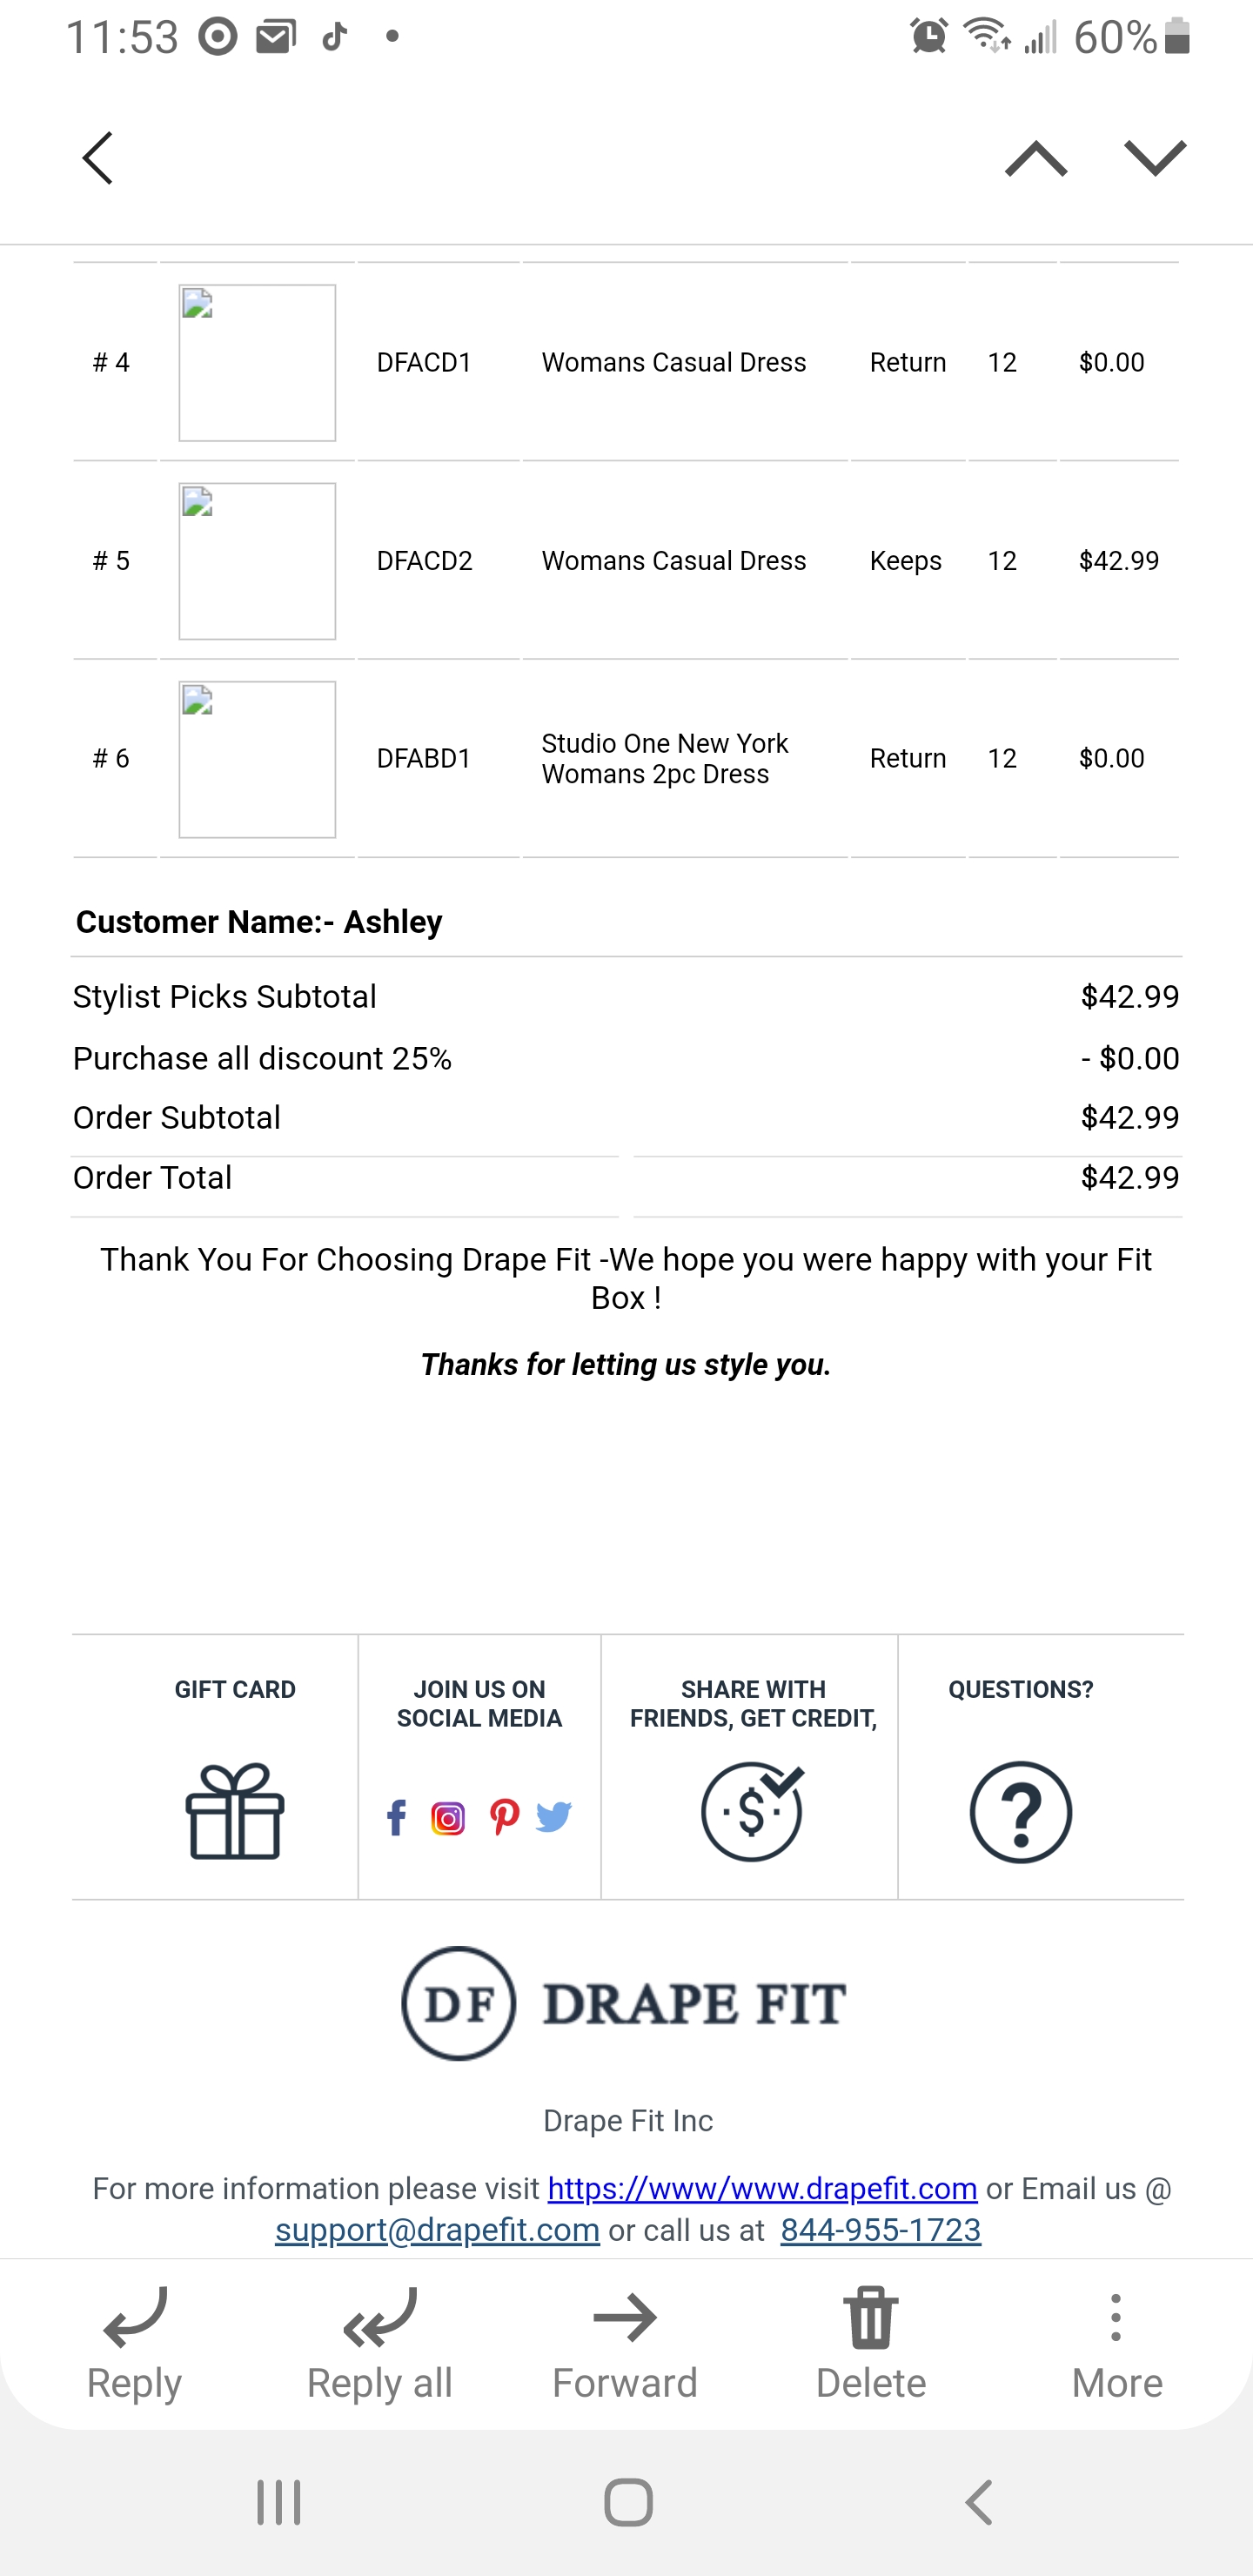 11:53 60%
# 4 DFACD1 Womans Casual Dress Return 12 $0.00
# 5 DFACD2 Womans Casual Dress Keeps 12 $42.99
# 6 DFABD1 Studio One New York Womans 2pc Dress Return 12 $0.00
Customer Name:- Ashley
Stylist Picks Subtotal $42.99
Purchase all discount 25% - $0.00
Order Subtotal $42.99
Order Total $42.99
Thank You For Choosing Drape Fit -We hope you were happy with your Fit
Box !
Thanks for letting us style you.
GIFT CARD
JOIN US ON
SOCIAL MEDIA
SHARE WITH
FRIENDS, GET CREDIT,
QUESTIONS?
DF DRAPE FIT
Drape Fit Inc
For more information please visit https://www/www.drapefit.com or Email us @
support@drapefit.com or call us at 844-955-1723
Reply Reply all Forward Delete More